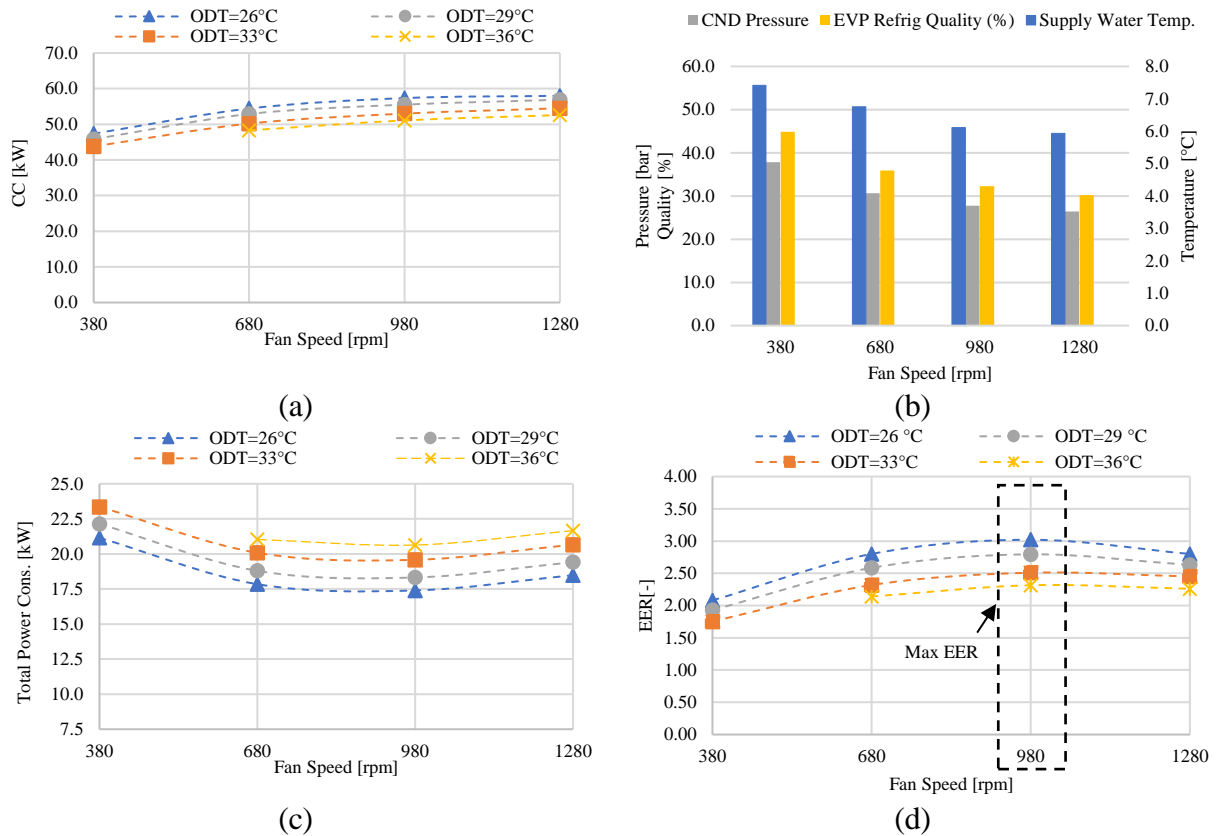 ODT=26°C ODT=29°C
ODT=33°C ODT=36°C
70.0
60.0
50.0
40.0
30.0
20.0
10.0
0.0
CC [kW]
380 680 980 1280
Fan Speed [rpm]
(a)
CND Pressure EVP Refrig Quality (%) Supply Water Temp.
60.0
50.0
40.0
30.0
20.0
10.0
0.0
Pressure [bar]
Quality [%]
8.0
7.0
6.0
5.0
4.0
3.0
2.0
1.0
0.0
Temperature [°C]
380 680 980 1280
Fan Speed [rpm]
(b)
ODT=26°C ODT=29°C
ODT=33°C ODT=36°C
25.0
22.5
20.0
17.5
15.0
12.5
10.0
7.5
Total Power Cons. [kW]
380 680 980 1280
Fan Speed [rpm]
(c)
ODT=26 °C ODT=29 °C
ODT=33°C ODT=36°C
4.00
3.50
3.00
2.50
2.00
1.50
1.00
0.50
0.00
EER[-]
Max EER
380 680 980 1280
Fan Speed [rpm]
(d)